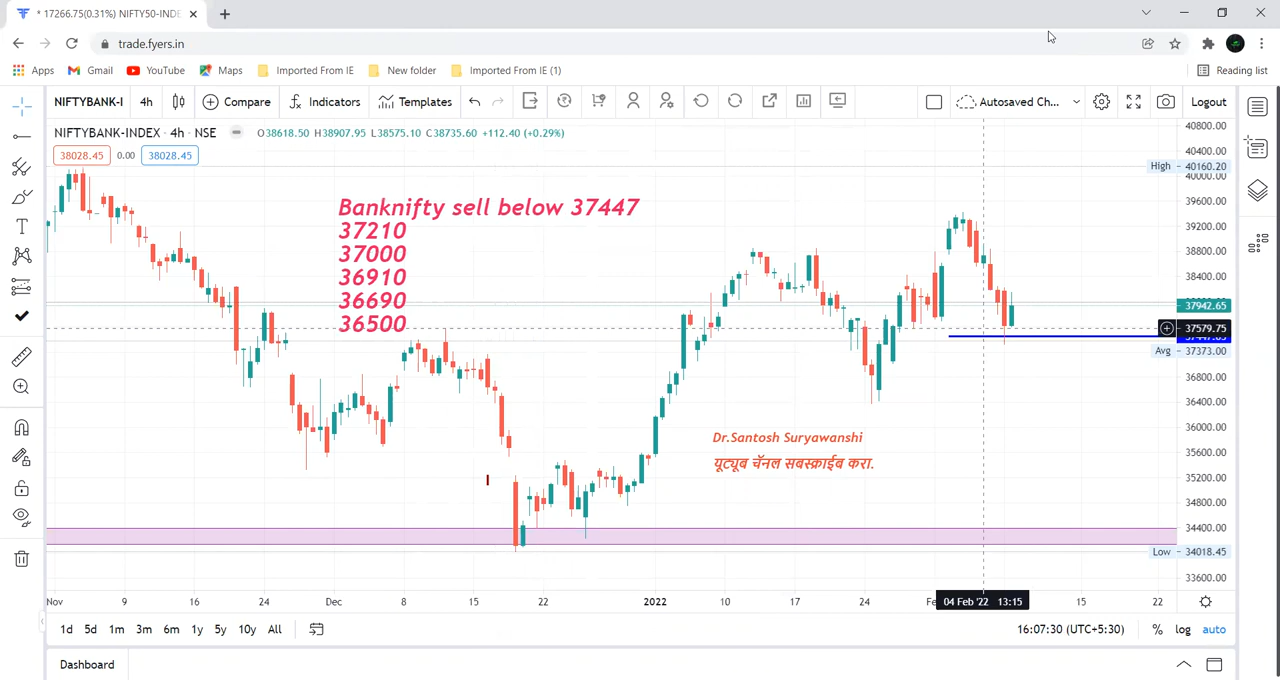 * 17266.75(0.31%) NIFTY50-INDE
trade.fyers.in
Apps Gmail YouTube Maps Imported From IE New folder Imported From IE (1) Reading list
NIFTYBANK-I 4h Compare Indicators Templates Autosaved Ch... Logout
NIFTYBANK-INDEX 4h NSE O38618.50 H38907.95 L38575.10 C38735.60 +112.40 (+0.29%)
38028.45 0.00 38028.45
Banknifty sell below 37447
37210
37000
36910
36690
36500
Dr.Santosh Suryawanshi
यूट्यूब चॅनल सबस्क्राईब करा.
40800.00
40400.00
High 40160.20
40000.00
39600.00
39200.00
38800.00
38400.00
37942.65
37579.75
Avg 37373.00
36800.00
36400.00
36000.00
35600.00
35200.00
34800.00
34400.00
Low 34018.45
33600.00
Nov 9 16 24 Dec 8 15 22 2022 10 17 24 04 Feb '22 13:15 15 22
1d 5d 1m 3m 6m 1y 5y 10y All 16:07:30 (UTC+5:30) % log auto
Dashboard